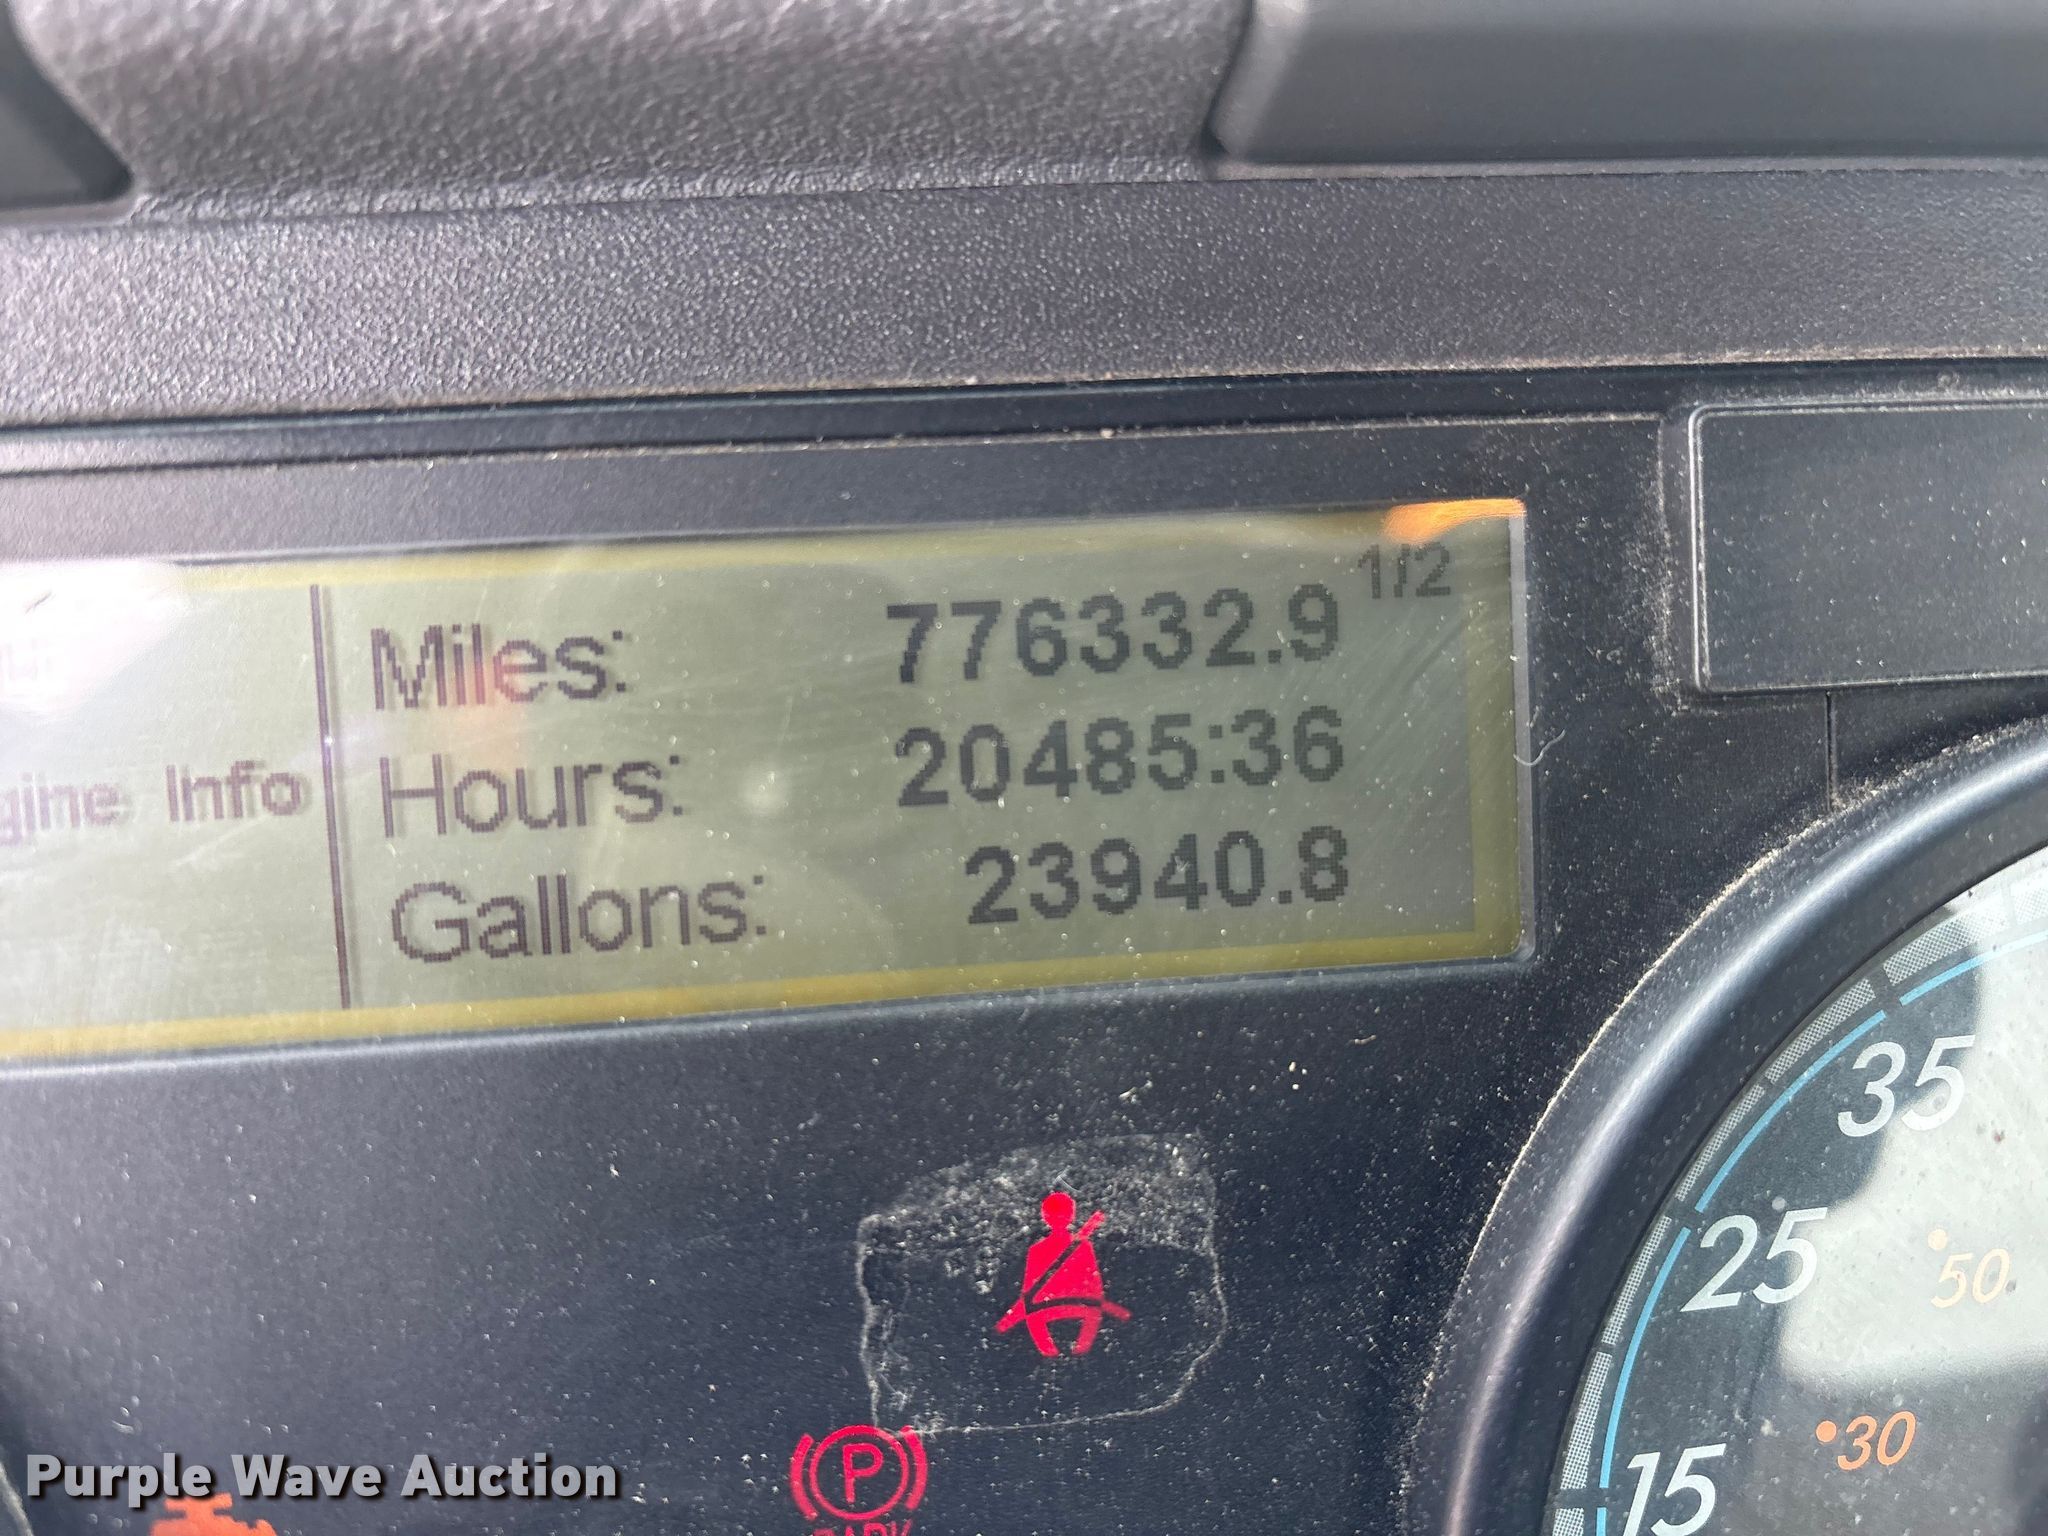 1/2
Miles: 776332.9
gine Info
Hours: 20485:36
Gallons: 23940.8
35
25
50
30
15
P
PARK
Purple Wave Auction